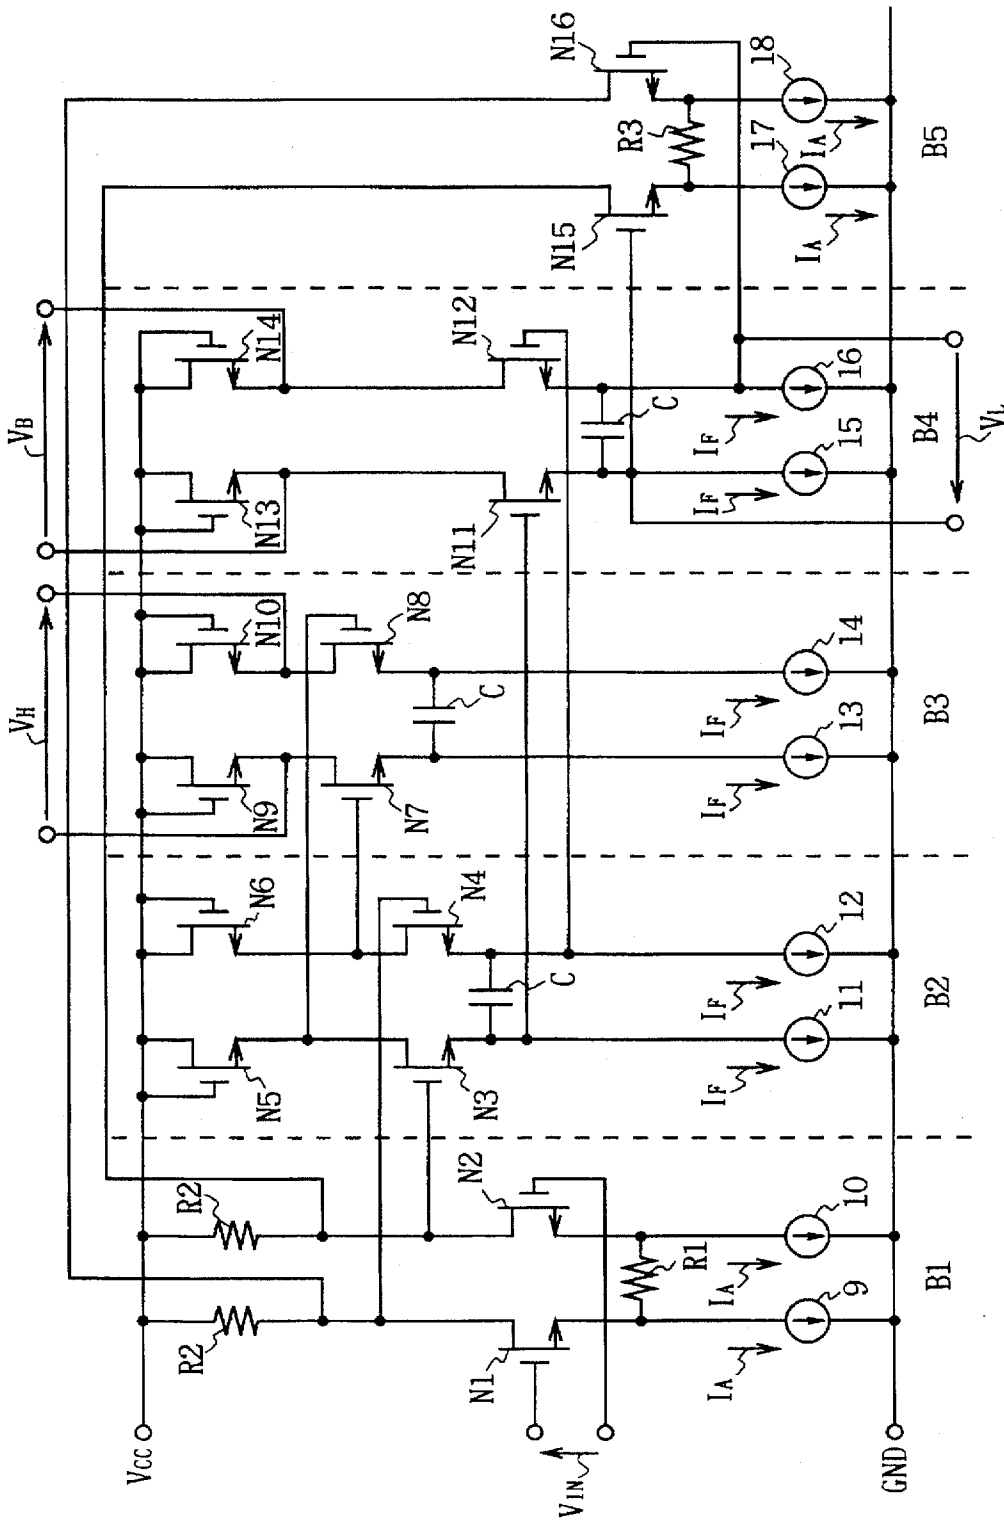 VCC
GND
VIN
VH
VB
VL
R2
R2
N1
N2
R1
IA
9
IA
10
B1
N5
N6
N3
N4
C
IF
11
IF
12
B2
N9
N10
N7
N8
C
IF
13
IF
14
B3
N13
N14
N11
N12
C
IF
15
IF
16
B4
N15
N16
R3
IA
17
IA
18
B5